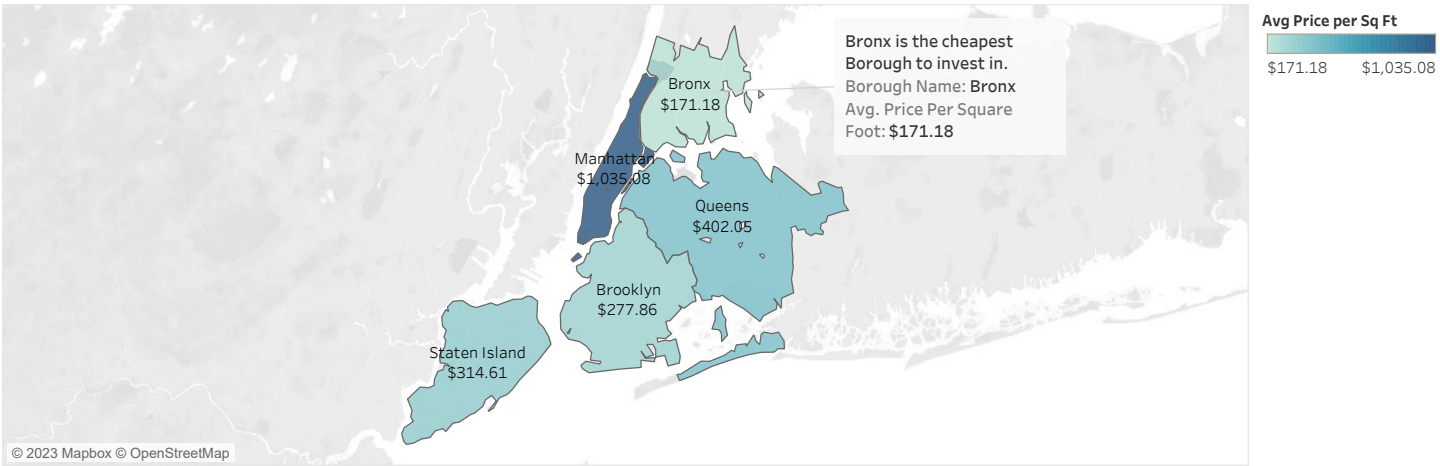 Bronx is the cheapest
Borough to invest in.
Borough Name: Bronx
Avg. Price Per Square
Foot: $171.18
Avg Price per Sq Ft
$171.18 $1,035.08
Bronx
$171.18
Manhattan
$1,035.08
Queens
$402.05
Brooklyn
$277.86
Staten Island
$314.61
© 2023 Mapbox © OpenStreetMap